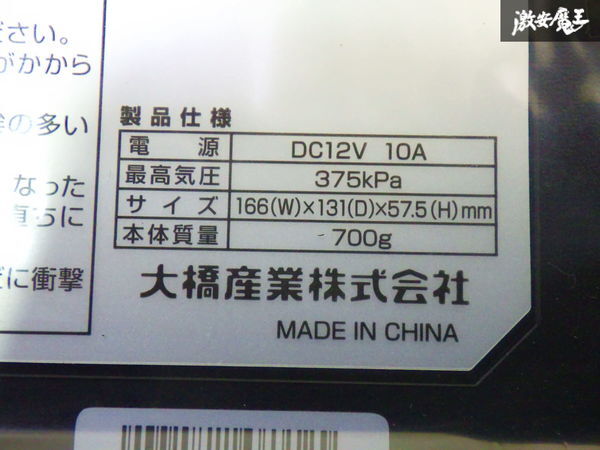 激安魔王
ださい。
がかから
の多い
なった
直ちに
に衝撃
製品仕様
電源 DC12V 10A
最高気圧 375kPa
サイズ 166(W)×131(D)×57.5(H)mm
本体質量 700g
大橋産業株式会社
MADE IN CHINA